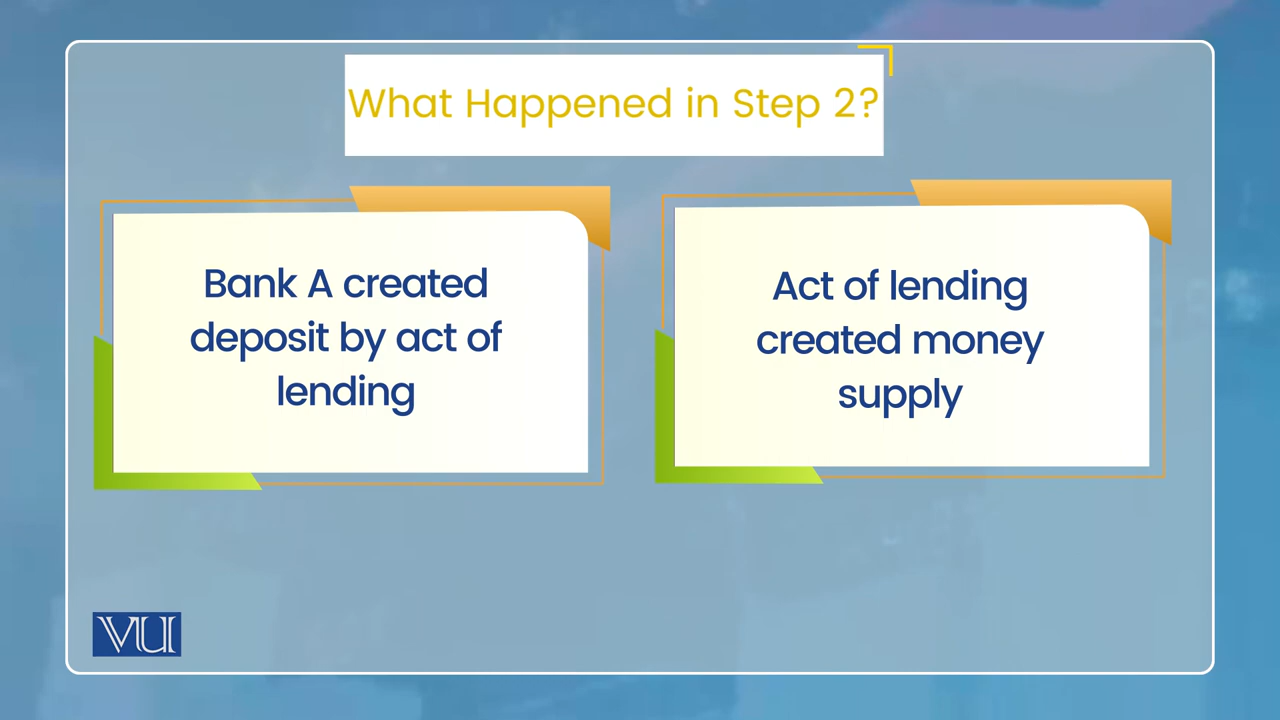 What Happened in Step 2?
Bank A created
deposit by act of
lending
Act of lending
created money
supply
VU